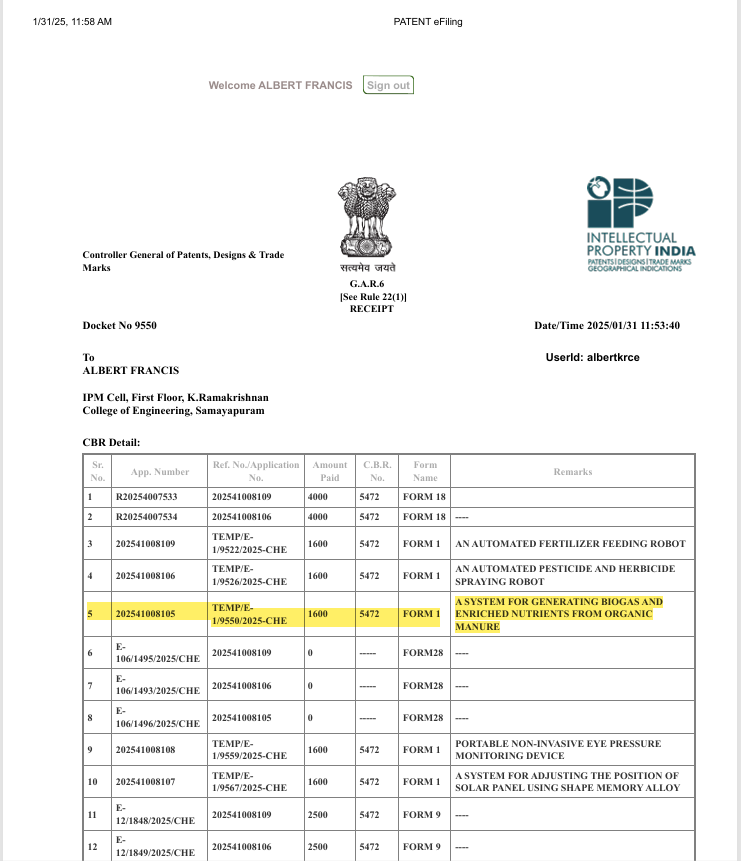 1/31/25, 11:58 AM PATENT eFiling
Welcome ALBERT FRANCIS Sign out
INTELLECTUAL
PROPERTY INDIA
PATENTS | DESIGNS | TRADE MARKS
GEOGRAPHICAL INDICATIONS
Controller General of Patents, Designs & Trade
Marks
सत्यमेव जयते
G.A.R.6
[See Rule 22(1)]
RECEIPT
Docket No 9550 Date/Time 2025/01/31 11:53:40
To UserId: albertkrce
ALBERT FRANCIS
IPM Cell, First Floor, K.Ramakrishnan
College of Engineering, Samayapuram
CBR Detail:
Sr. No. App. Number Ref. No./Application No. Amount Paid C.B.R. No. Form Name Remarks
1 R20254007533 202541008109 4000 5472 FORM 18
2 R20254007534 202541008106 4000 5472 FORM 18 ----
3 202541008109 TEMP/E-1/9522/2025-CHE 1600 5472 FORM 1 AN AUTOMATED FERTILIZER FEEDING ROBOT
4 202541008106 TEMP/E-1/9526/2025-CHE 1600 5472 FORM 1 AN AUTOMATED PESTICIDE AND HERBICIDE SPRAYING ROBOT
5 202541008105 TEMP/E-1/9550/2025-CHE 1600 5472 FORM 1 A SYSTEM FOR GENERATING BIOGAS AND ENRICHED NUTRIENTS FROM ORGANIC MANURE
6 E-106/1495/2025/CHE 202541008109 0 ----- FORM28 ----
7 E-106/1493/2025/CHE 202541008106 0 ----- FORM28 ----
8 E-106/1496/2025/CHE 202541008105 0 ----- FORM28 ----
9 202541008108 TEMP/E-1/9559/2025-CHE 1600 5472 FORM 1 PORTABLE NON-INVASIVE EYE PRESSURE MONITORING DEVICE
10 202541008107 TEMP/E-1/9567/2025-CHE 1600 5472 FORM 1 A SYSTEM FOR ADJUSTING THE POSITION OF SOLAR PANEL USING SHAPE MEMORY ALLOY
11 E-12/1848/2025/CHE 202541008109 2500 5472 FORM 9 ----
12 E-12/1849/2025/CHE 202541008106 2500 5472 FORM 9 ----